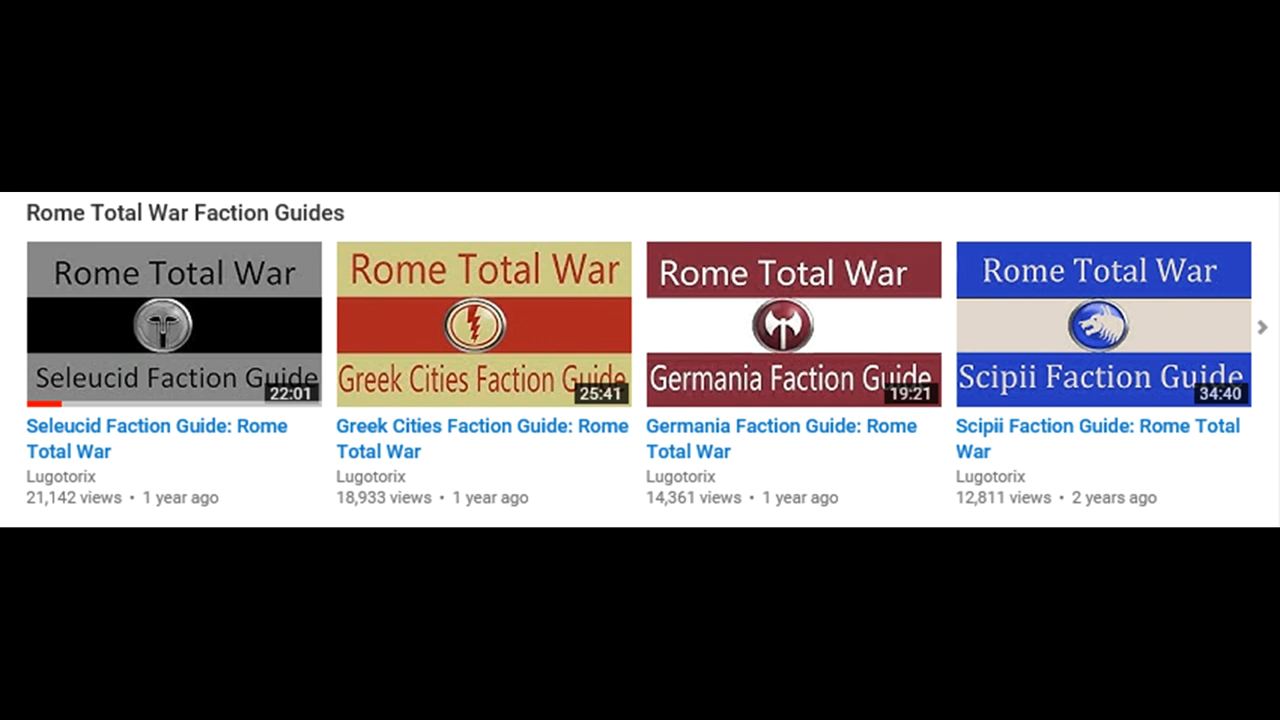 Rome Total War Faction Guides
Rome Total War
Seleucid Faction Guide
22:01
Seleucid Faction Guide: Rome
Total War
Lugotorix
21,142 views • 1 year ago
Rome Total War
Greek Cities Faction Guide
25:41
Greek Cities Faction Guide: Rome
Total War
Lugotorix
18,933 views • 1 year ago
Rome Total War
Germania Faction Guide
19:21
Germania Faction Guide: Rome
Total War
Lugotorix
14,361 views • 1 year ago
Rome Total War
Scipii Faction Guide
34:40
Scipii Faction Guide: Rome Total
War
Lugotorix
12,811 views • 2 years ago